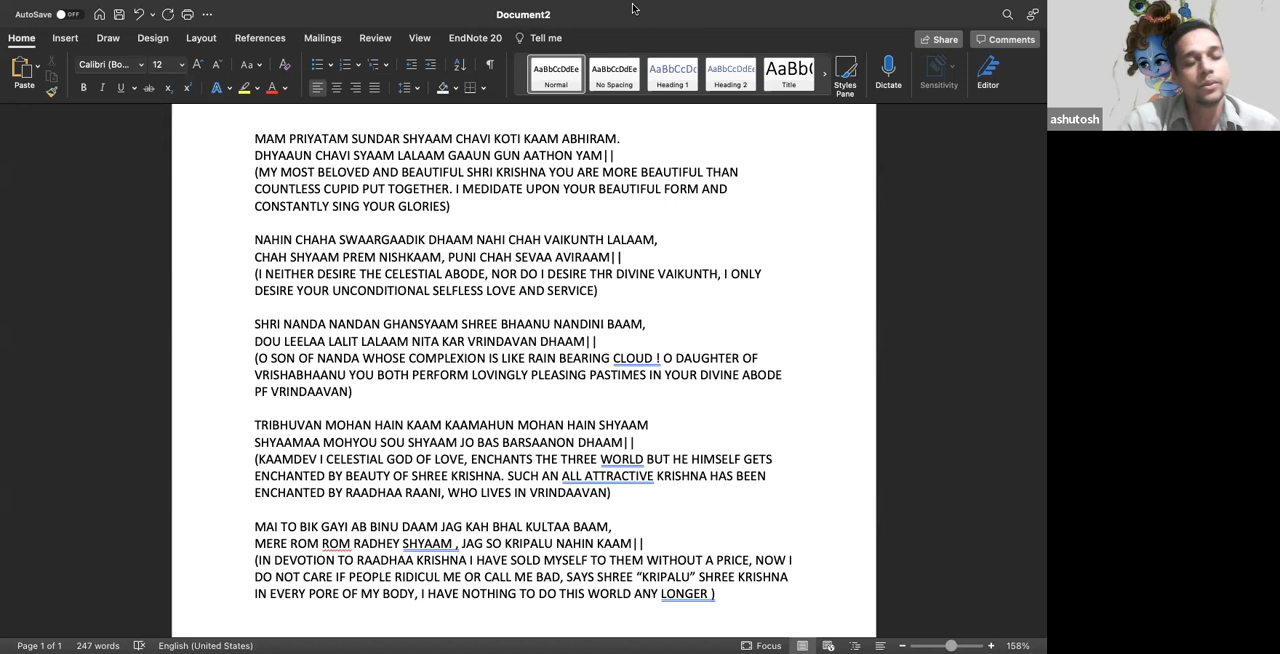 AutoSave OFF
Document2
Home Insert Draw Design Layout References Mailings Review View EndNote 20 Tell me
Share Comments
Paste
Calibri (Bo... 12
AaBbCcDdEe Normal
AaBbCcDdEe No Spacing
AaBbCcDc Heading 1
AaBbCcDdEe Heading 2
AaBb( Title
Styles Pane
Dictate
Sensitivity
Editor
ashutosh
MAM PRIYATAM SUNDAR SHYAAM CHAVI KOTI KAAM ABHIRAM.
DHYAAUN CHAVI SYAAM LALAAM GAAUN GUN AATHON YAM||
(MY MOST BELOVED AND BEAUTIFUL SHRI KRISHNA YOU ARE MORE BEAUTIFUL THAN
COUNTLESS CUPID PUT TOGETHER. I MEDIDATE UPON YOUR BEAUTIFUL FORM AND
CONSTANTLY SING YOUR GLORIES)
NAHIN CHAHA SWAARGAADIK DHAAM NAHI CHAH VAIKUNTH LALAAM,
CHAH SHYAAM PREM NISHKAAM, PUNI CHAH SEVAA AVIRAAM||
(I NEITHER DESIRE THE CELESTIAL ABODE, NOR DO I DESIRE THR DIVINE VAIKUNTH, I ONLY
DESIRE YOUR UNCONDITIONAL SELFLESS LOVE AND SERVICE)
SHRI NANDA NANDAN GHANSYAAM SHREE BHAANU NANDINI BAAM,
DOU LEELAA LALIT LALAAM NITA KAR VRINDAVAN DHAAM||
(O SON OF NANDA WHOSE COMPLEXION IS LIKE RAIN BEARING CLOUD ! O DAUGHTER OF
VRISHABHAANU YOU BOTH PERFORM LOVINGLY PLEASING PASTIMES IN YOUR DIVINE ABODE
PF VRINDAAVAN)
TRIBHUVAN MOHAN HAIN KAAM KAAMAHUN MOHAN HAIN SHYAAM
SHYAAMAA MOHYOU SOU SHYAAM JO BAS BARSAANON DHAAM||
(KAAMDEV I CELESTIAL GOD OF LOVE, ENCHANTS THE THREE WORLD BUT HE HIMSELF GETS
ENCHANTED BY BEAUTY OF SHREE KRISHNA. SUCH AN ALL ATTRACTIVE KRISHNA HAS BEEN
ENCHANTED BY RAADHAA RAANI, WHO LIVES IN VRINDAAVAN)
MAI TO BIK GAYI AB BINU DAAM JAG KAH BHAL KULTAA BAAM,
MERE ROM ROM RADHEY SHYAAM , JAG SO KRIPALU NAHIN KAAM||
(IN DEVOTION TO RAADHAA KRISHNA I HAVE SOLD MYSELF TO THEM WITHOUT A PRICE, NOW I
DO NOT CARE IF PEOPLE RIDICUL ME OR CALL ME BAD, SAYS SHREE “KRIPALU” SHREE KRISHNA
IN EVERY PORE OF MY BODY, I HAVE NOTHING TO DO THIS WORLD ANY LONGER )
Page 1 of 1 247 words English (United States) Focus 158%